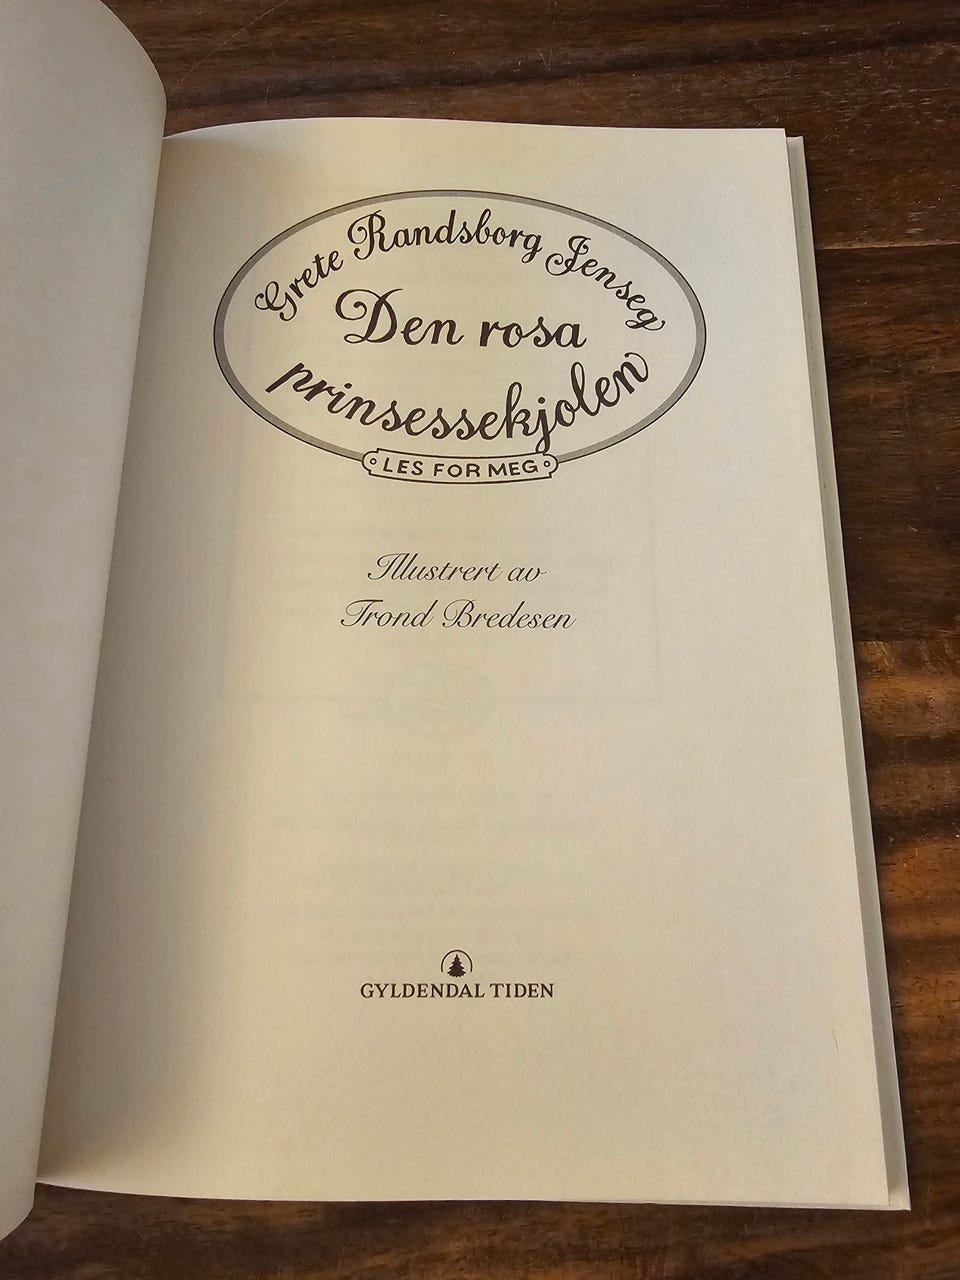 Grete Randsborg Jenseg
Den rosa
prinsessekjolen
LES FOR MEG
Illustrert av
Trond Bredesen
GYLDENDAL TIDEN